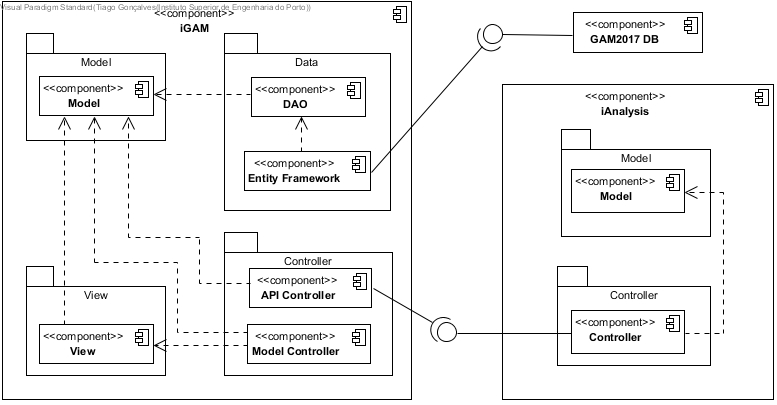 Visual Paradigm Standard(Tiago Gonçalves(Instituto Superior de Engenharia do Porto))
<<component>>
iGAM
<<component>>
GAM2017 DB
Model
<<component>>
Model
Data
<<component>>
DAO
<<component>>
Entity Framework
<<component>>
iAnalysis
Model
<<component>>
Model
View
<<component>>
View
Controller
<<component>>
API Controller
<<component>>
Model Controller
Controller
<<component>>
Controller